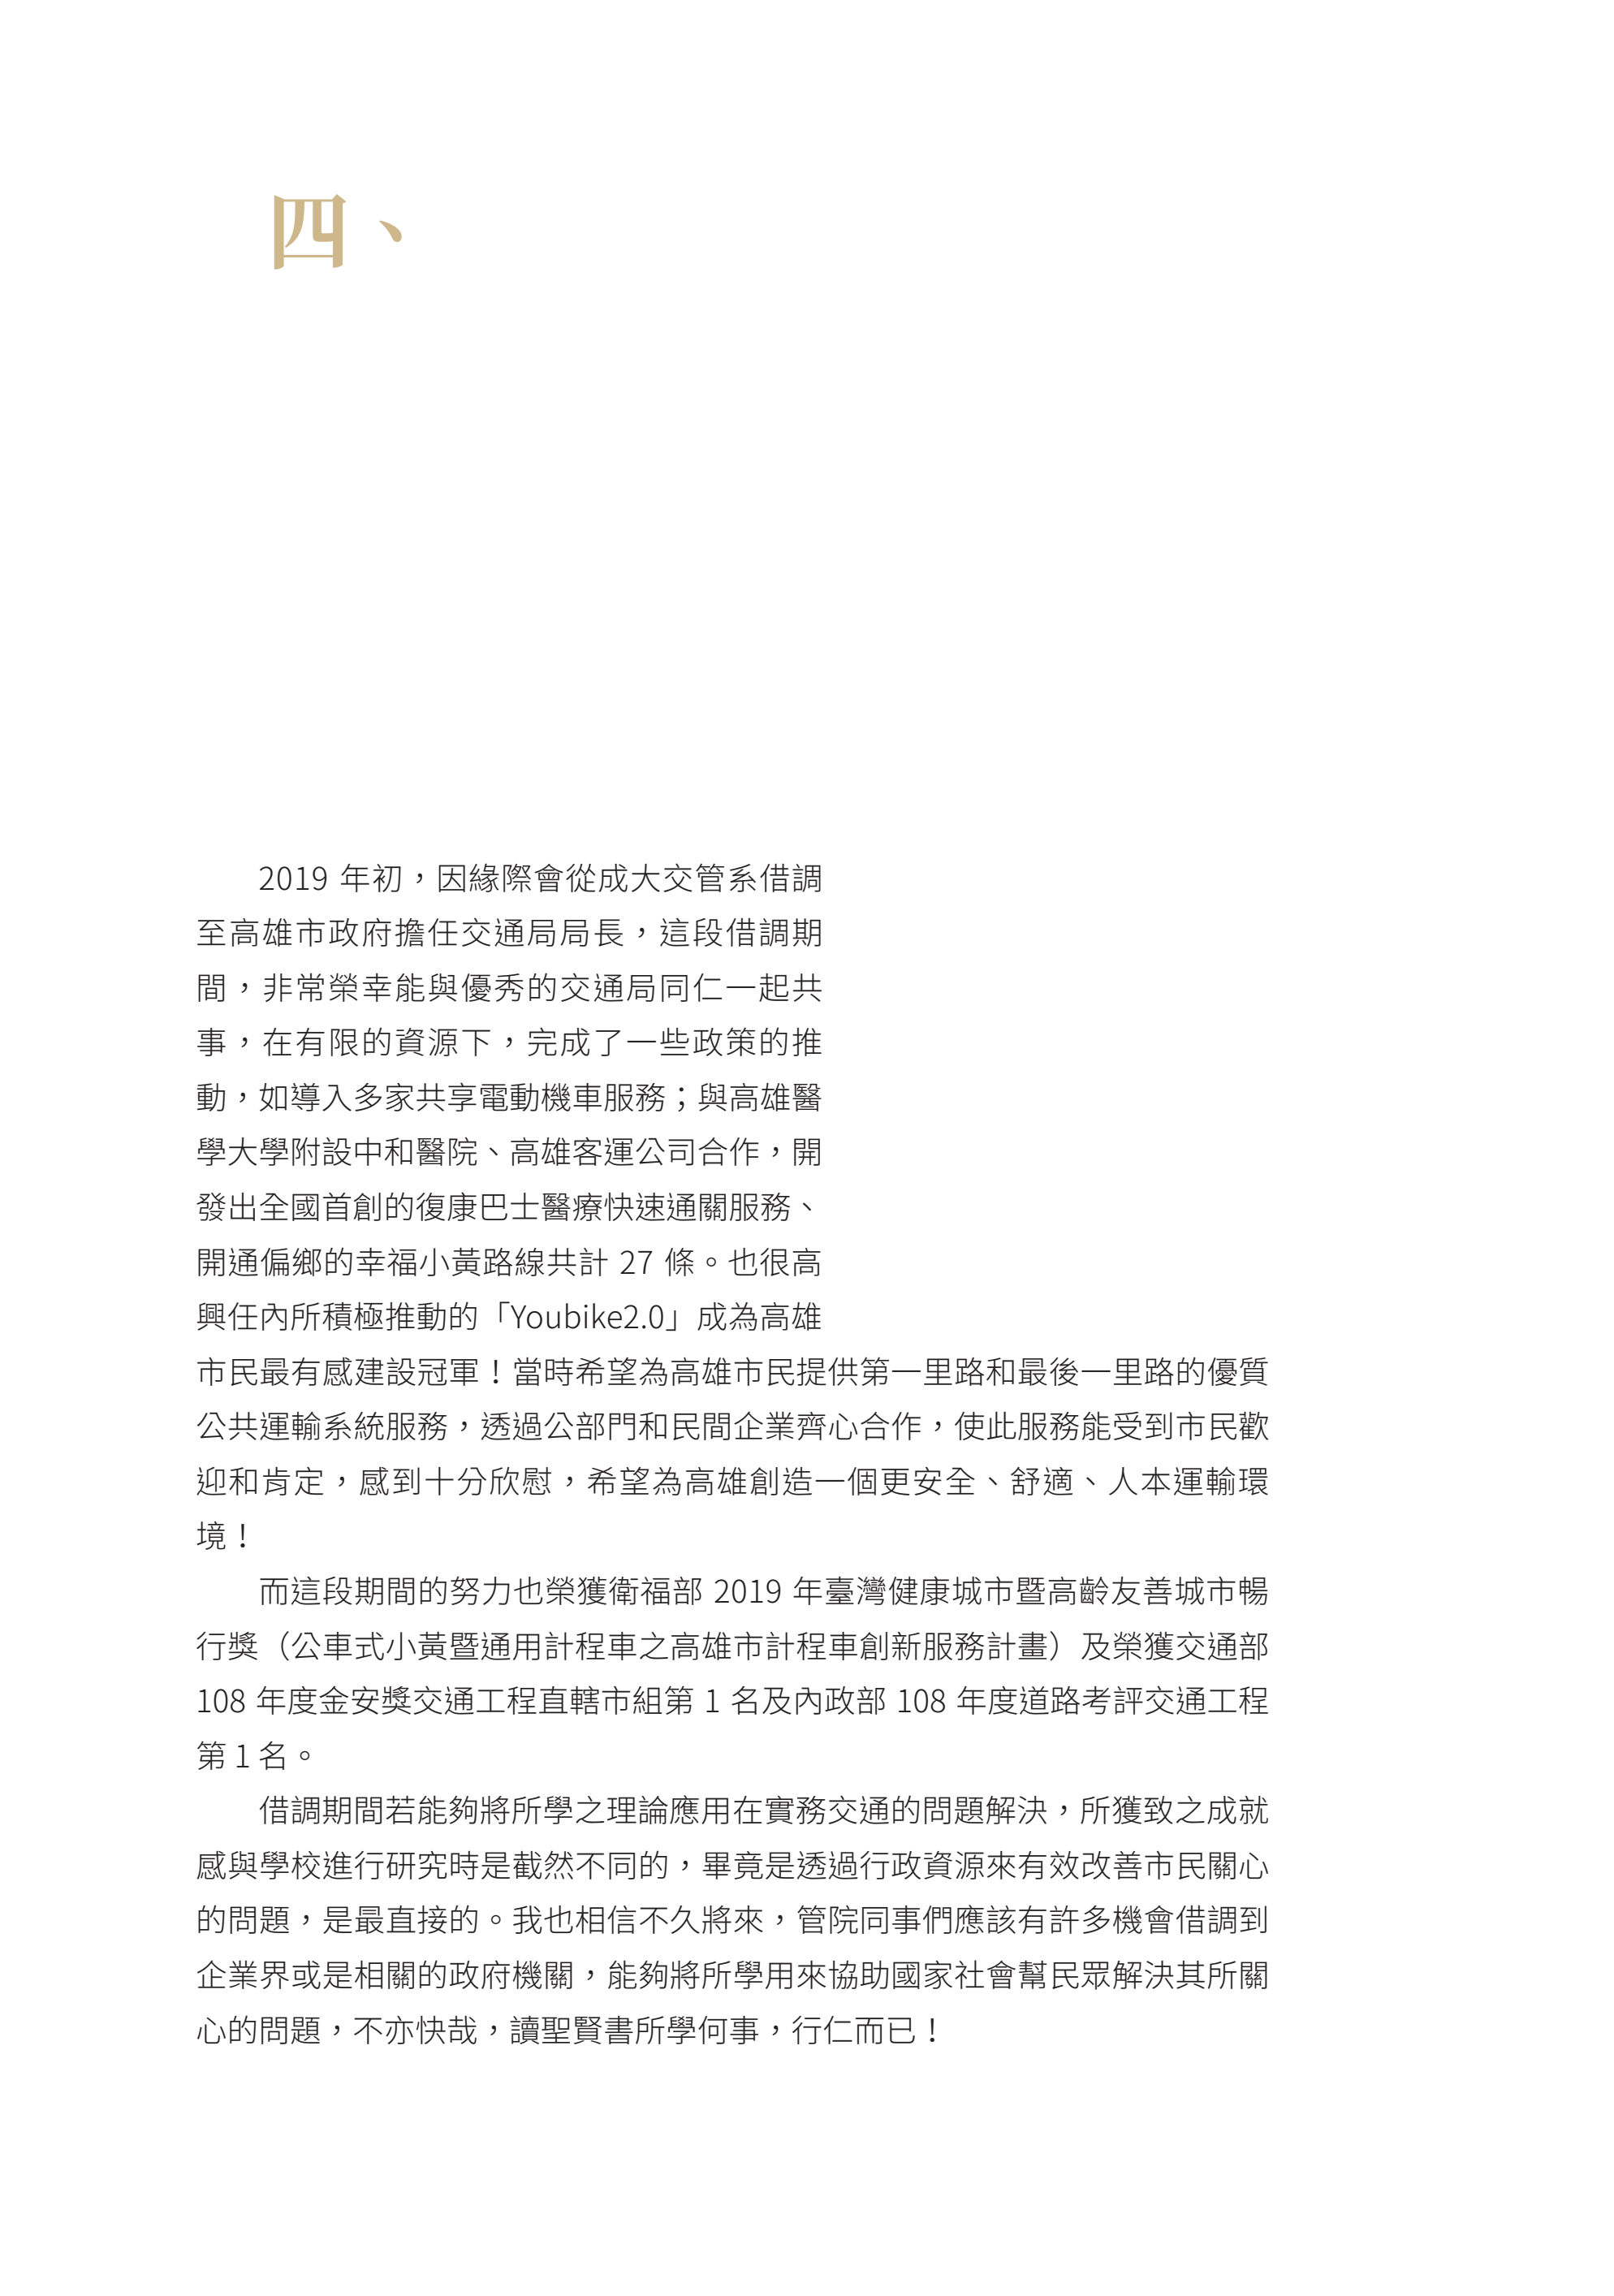 四、
2019 年初，因緣際會從成大交管系借調
至高雄市政府擔任交通局局長，這段借調期
間，非常榮幸能與優秀的交通局同仁一起共
事，在有限的資源下，完成了一些政策的推
動，如導入多家共享電動機車服務；與高雄醫
學大學附設中和醫院、高雄客運公司合作，開
發出全國首創的復康巴士醫療快速通關服務、
開通偏鄉的幸福小黃路線共計 27 條。也很高
興任內所積極推動的「Youbike2.0」成為高雄
市民最有感建設冠軍！當時希望為高雄市民提供第一里路和最後一里路的優質
公共運輸系統服務，透過公部門和民間企業齊心合作，使此服務能受到市民歡
迎和肯定，感到十分欣慰，希望為高雄創造一個更安全、舒適、人本運輸環
境！
而這段期間的努力也榮獲衛福部 2019 年臺灣健康城市暨高齡友善城市暢
行獎（公車式小黃暨通用計程車之高雄市計程車創新服務計畫）及榮獲交通部
108 年度金安獎交通工程直轄市組第 1 名及內政部 108 年度道路考評交通工程
第 1 名。
借調期間若能夠將所學之理論應用在實務交通的問題解決，所獲致之成就
感與學校進行研究時是截然不同的，畢竟是透過行政資源來有效改善市民關心
的問題，是最直接的。我也相信不久將來，管院同事們應該有許多機會借調到
企業界或是相關的政府機關，能夠將所學用來協助國家社會幫民眾解決其所關
心的問題，不亦快哉，讀聖賢書所學何事，行仁而已！